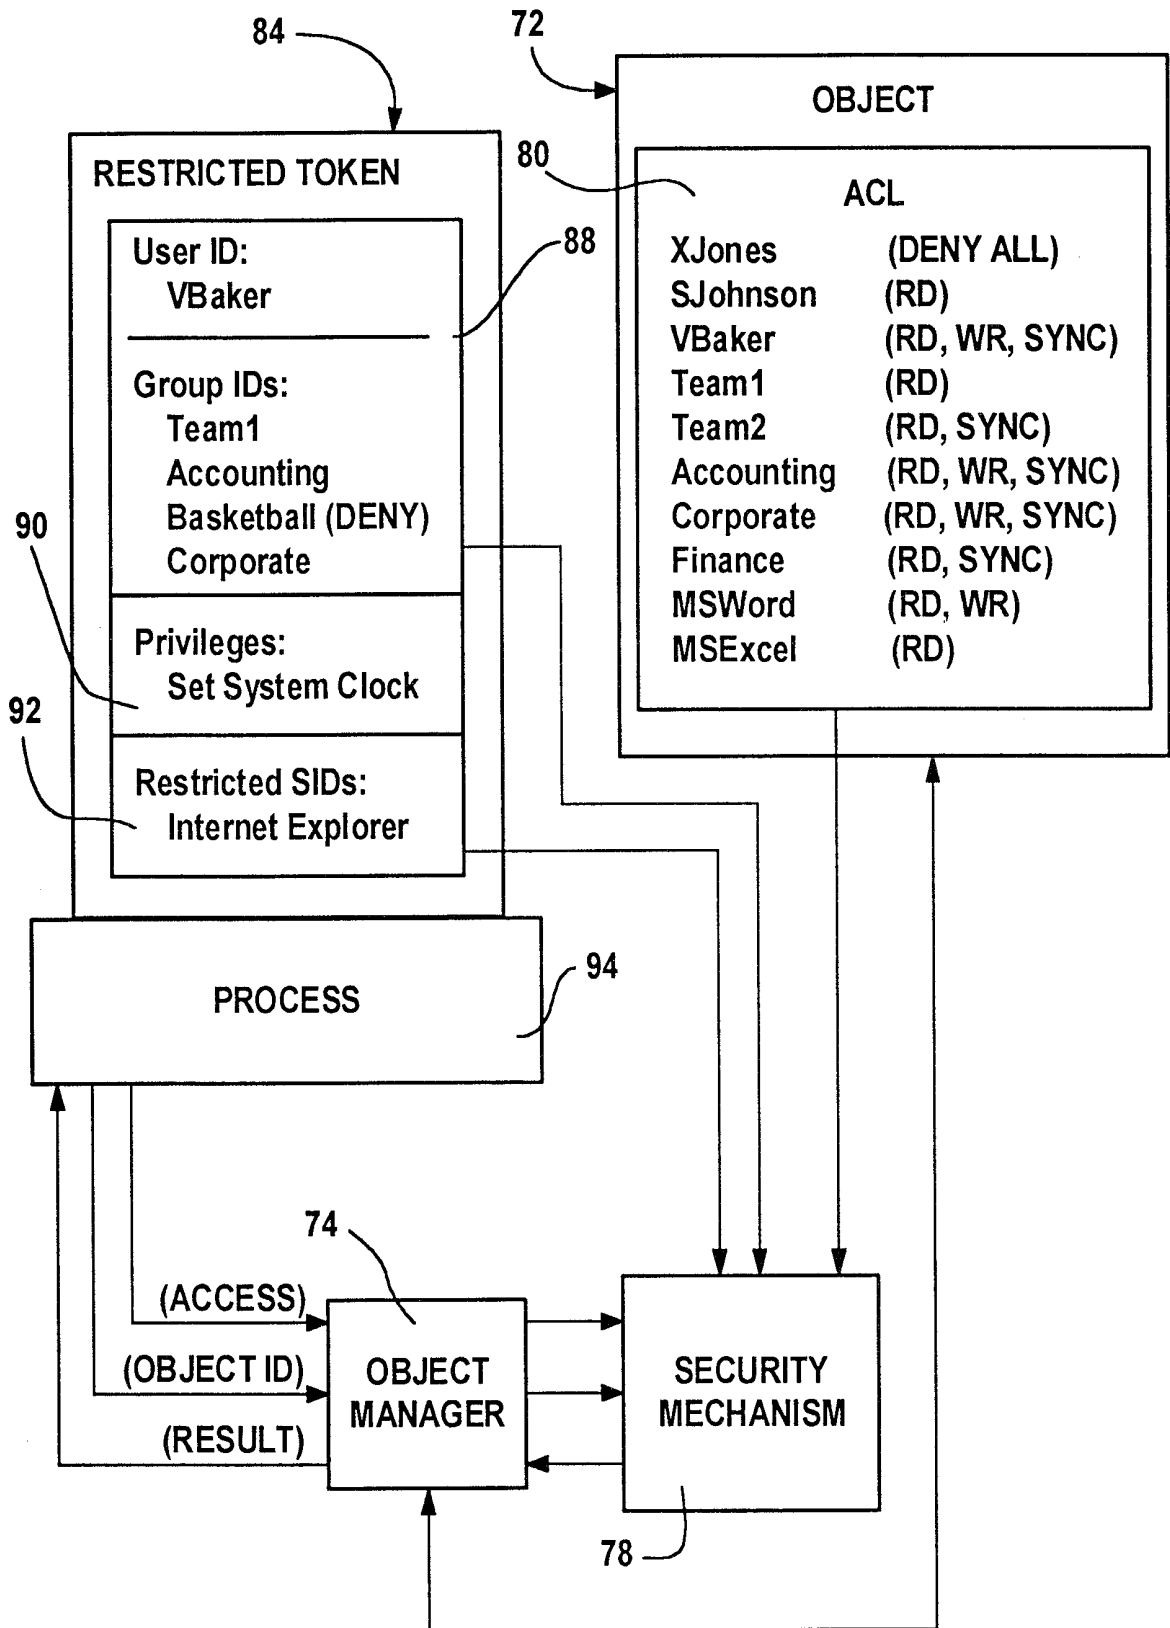 84
72
OBJECT
RESTRICTED TOKEN
80
ACL
User ID:
VBaker
88
Group IDs:
Team1
Accounting
Basketball (DENY)
Corporate
XJones (DENY ALL)
SJohnson (RD)
VBaker (RD, WR, SYNC)
Team1 (RD)
Team2 (RD, SYNC)
Accounting (RD, WR, SYNC)
Corporate (RD, WR, SYNC)
Finance (RD, SYNC)
MSWord (RD, WR)
MSExcel (RD)
90
Privileges:
Set System Clock
92
Restricted SIDs:
Internet Explorer
PROCESS
94
74
(ACCESS)
(OBJECT ID)
(RESULT)
OBJECT
MANAGER
SECURITY
MECHANISM
78